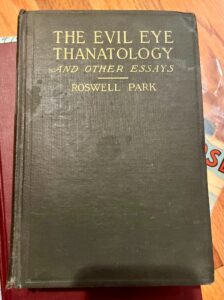 THE EVIL EYE
THANATOLOGY
AND OTHER ESSAYS
ROSWELL PARK